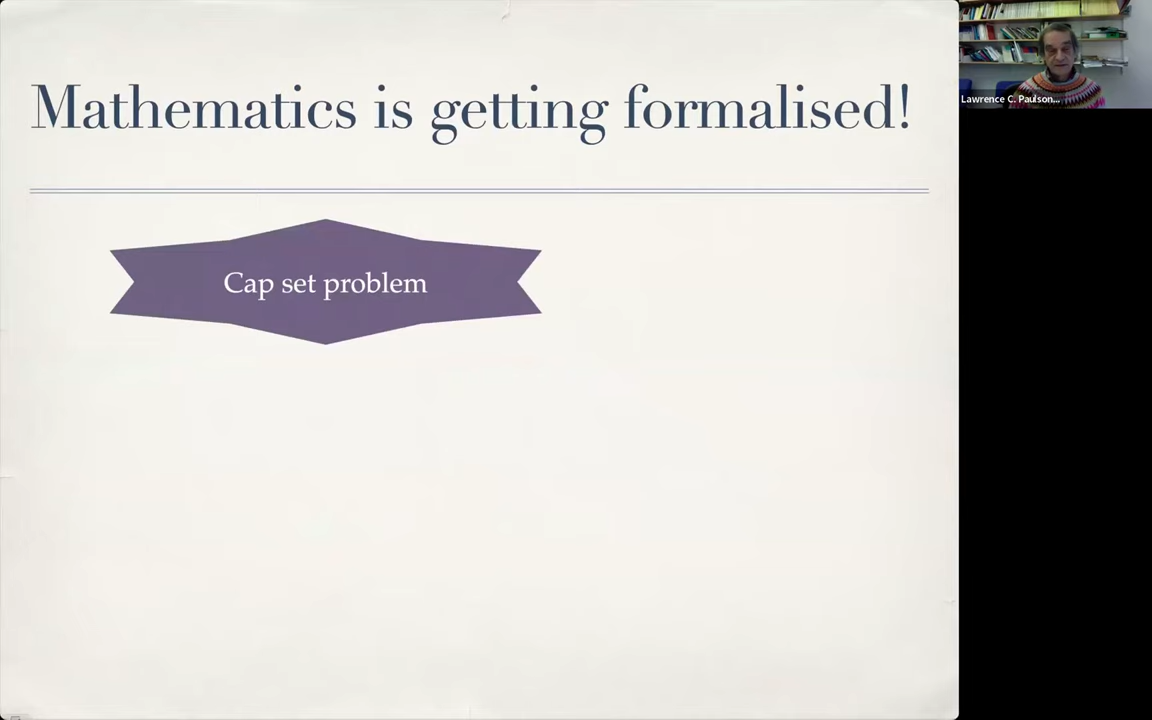 Mathematics is getting formalised!
Cap set problem
Lawrence C. Paulson...